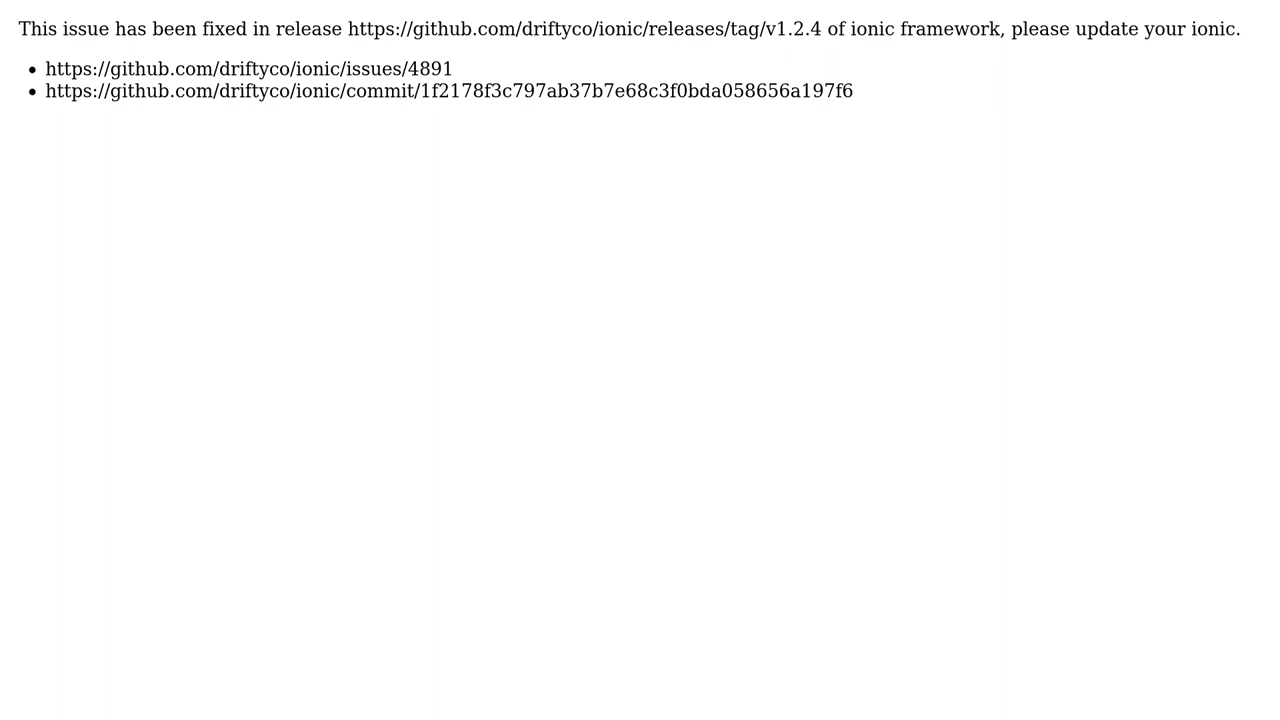 This issue has been fixed in release https://github.com/driftyco/ionic/releases/tag/v1.2.4 of ionic framework, please update your ionic.
• https://github.com/driftyco/ionic/issues/4891
• https://github.com/driftyco/ionic/commit/1f2178f3c797ab37b7e68c3f0bda058656a197f6